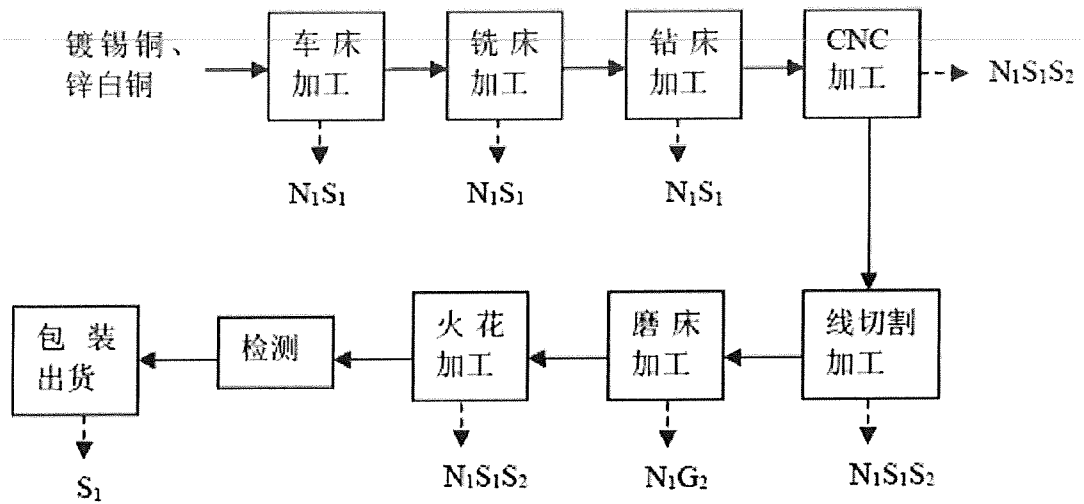 镀锡铜、
锌白铜
车床
加工
铣床
加工
钻床
加工
CNC
加工
N₁S₁S₂
N₁S₁
N₁S₁
N₁S₁
包装
出货
检测
火花
加工
磨床
加工
线切割
加工
S₁
N₁S₁S₂
N₁G₂
N₁S₁S₂